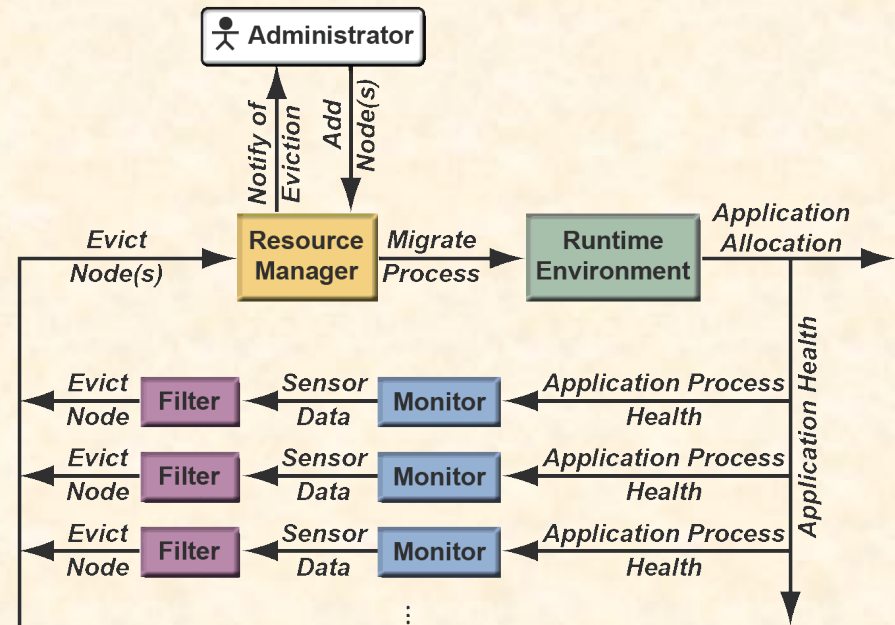 Administrator
Notify of
Eviction
Add
Node(s)
Evict
Node(s)
Resource
Manager
Migrate
Process
Runtime
Environment
Application
Allocation
Application Health
Evict
Node
Filter
Sensor
Data
Monitor
Application Process
Health
Evict
Node
Filter
Sensor
Data
Monitor
Application Process
Health
Evict
Node
Filter
Sensor
Data
Monitor
Application Process
Health
⋮